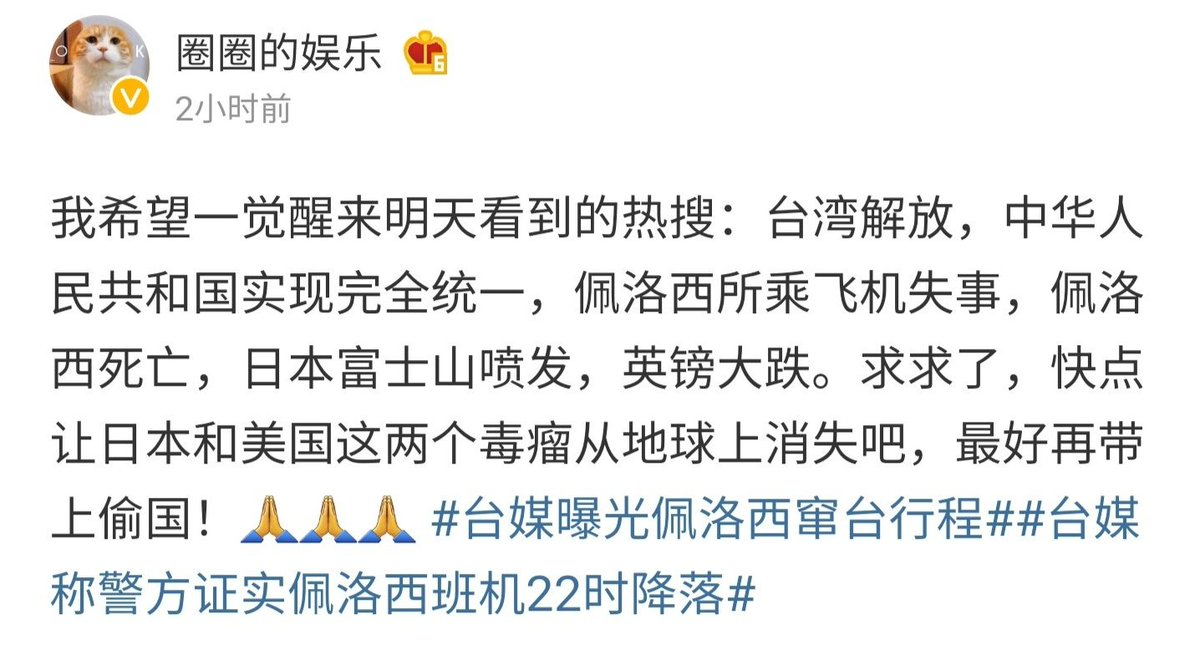 圈圈的娱乐
6
2小时前
我希望一觉醒来明天看到的热搜：台湾解放，中华人
民共和国实现完全统一，佩洛西所乘飞机失事，佩洛
西死亡，日本富士山喷发，英镑大跌。求求了，快点
让日本和美国这两个毒瘤从地球上消失吧，最好再带
上偷国！🙏🙏🙏 #台媒曝光佩洛西窜台行程##台媒
称警方证实佩洛西班机22时降落#